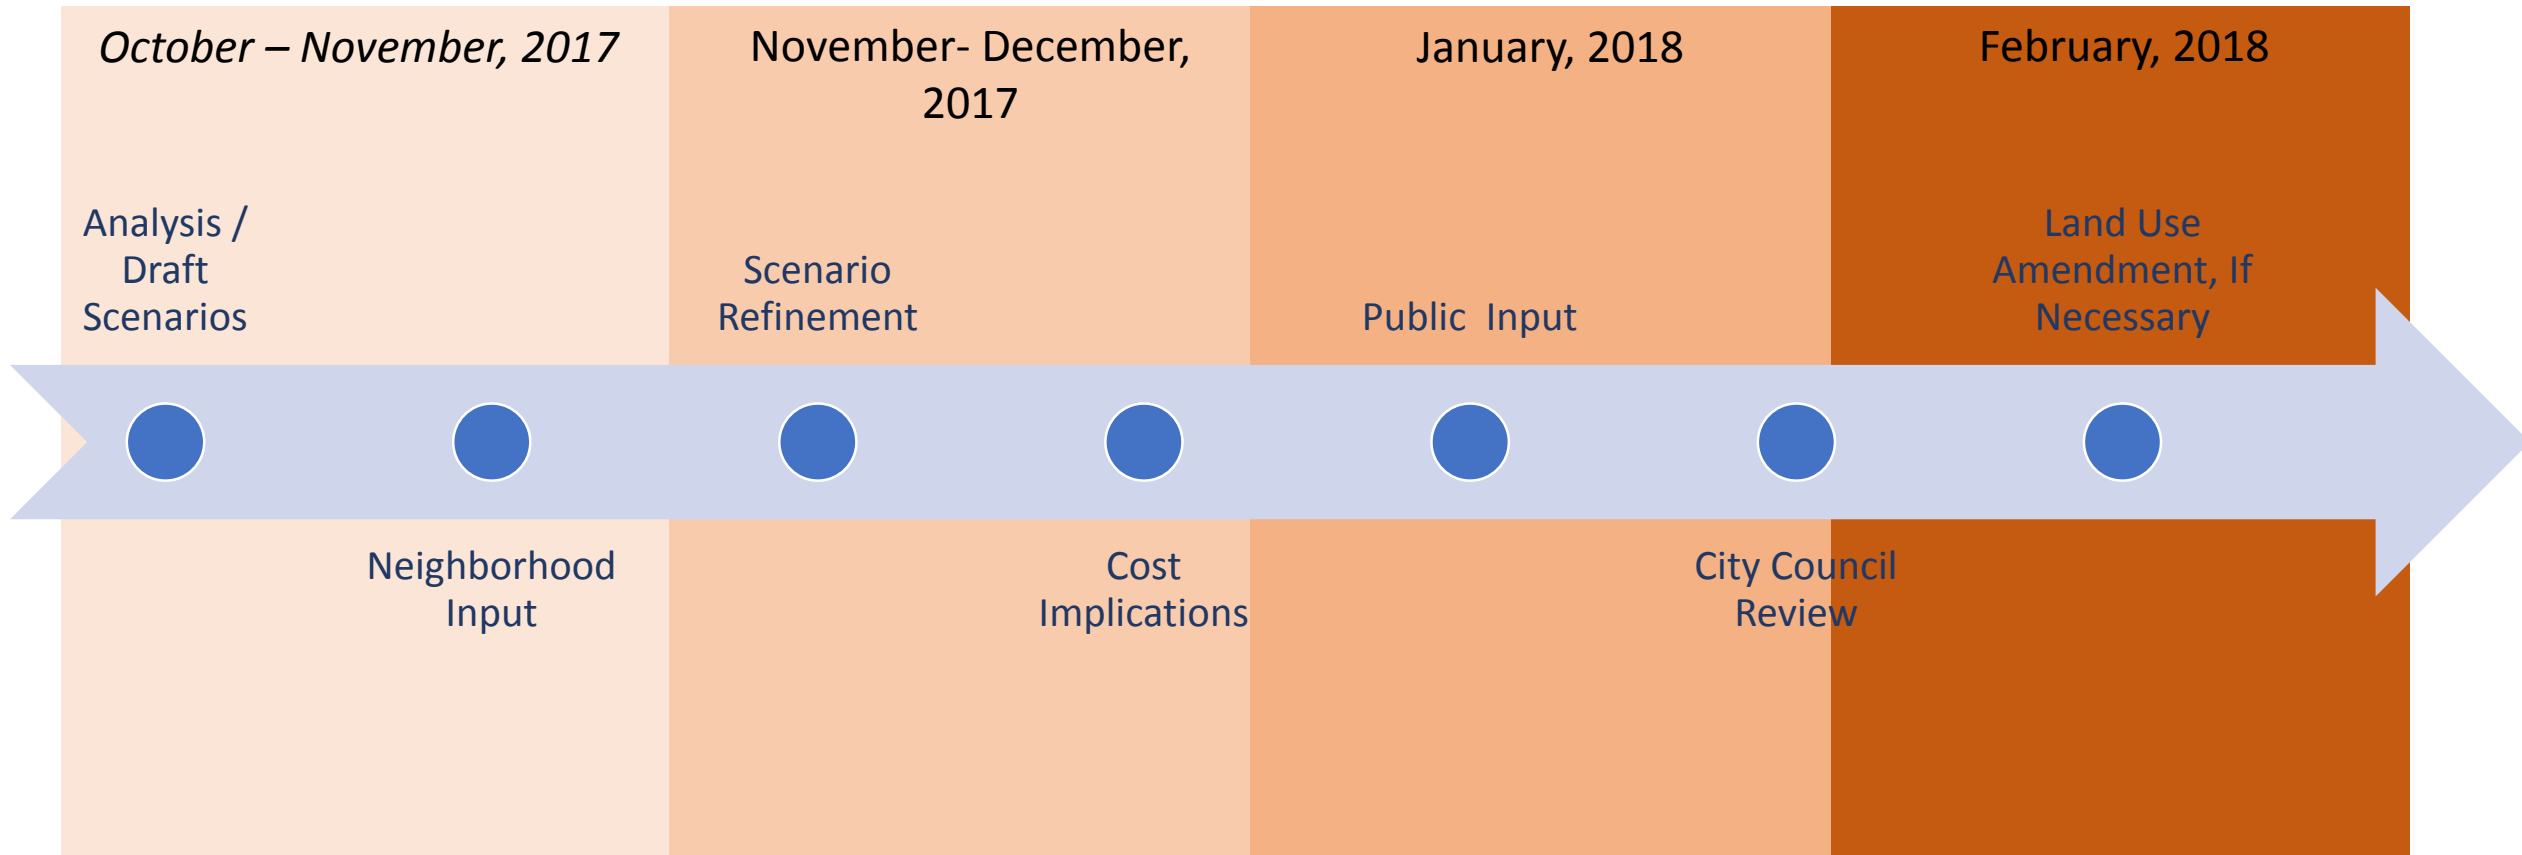 October – November, 2017
November- December,
2017
January, 2018
February, 2018
Analysis /
Draft
Scenarios
Scenario
Refinement
Public  Input
Land Use
Amendment, If
Necessary
Neighborhood
Input
Cost
Implications
City Council
Review